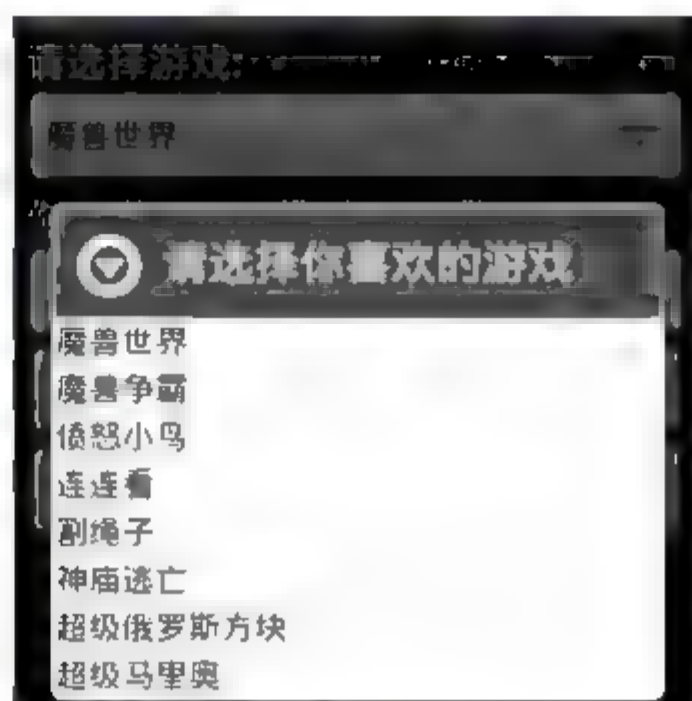 请选择游戏:
魔兽世界
请选择你喜欢的游戏
魔兽世界
魔兽争霸
愤怒小鸟
连连看
割绳子
神庙逃亡
超级俄罗斯方块
超级马里奥